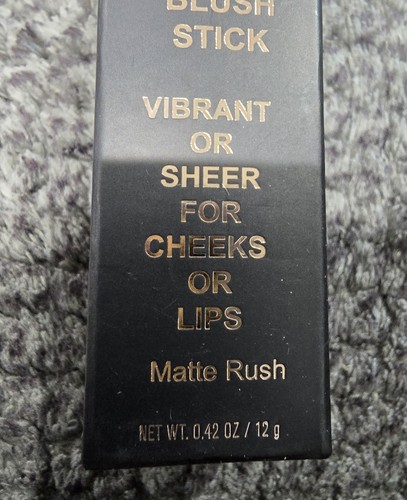 BLUSH
STICK
VIBRANT
OR
SHEER
FOR
CHEEKS
OR
LIPS
Matte Rush
NET WT. 0.42 OZ / 12 g